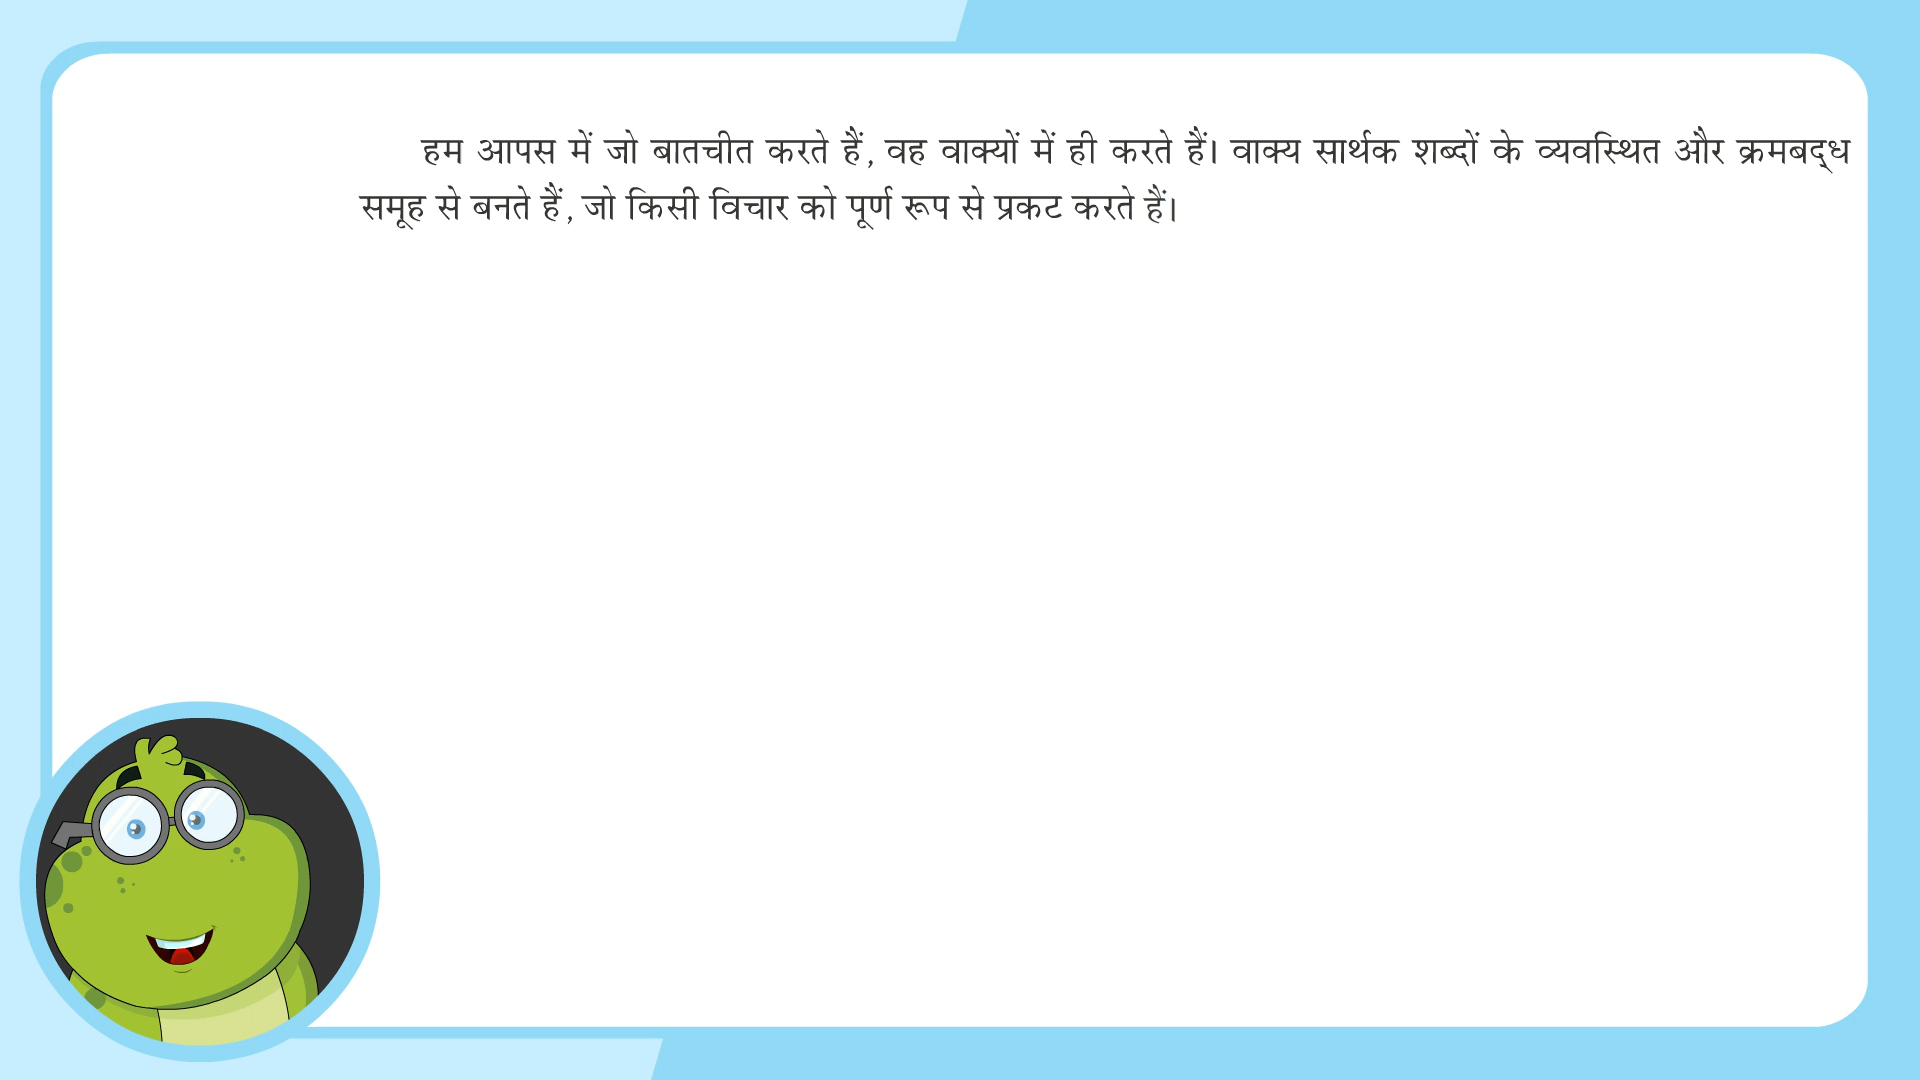 हम आपस में जो बातचीत करते हैं, वह वाक्यों में ही करते हैं। वाक्य सार्थक शब्दों के व्यवस्थित और क्रमबद्‌ध
समूह से बनते हैं, जो किसी विचार को पूर्ण रूप से प्रकट करते हैं।